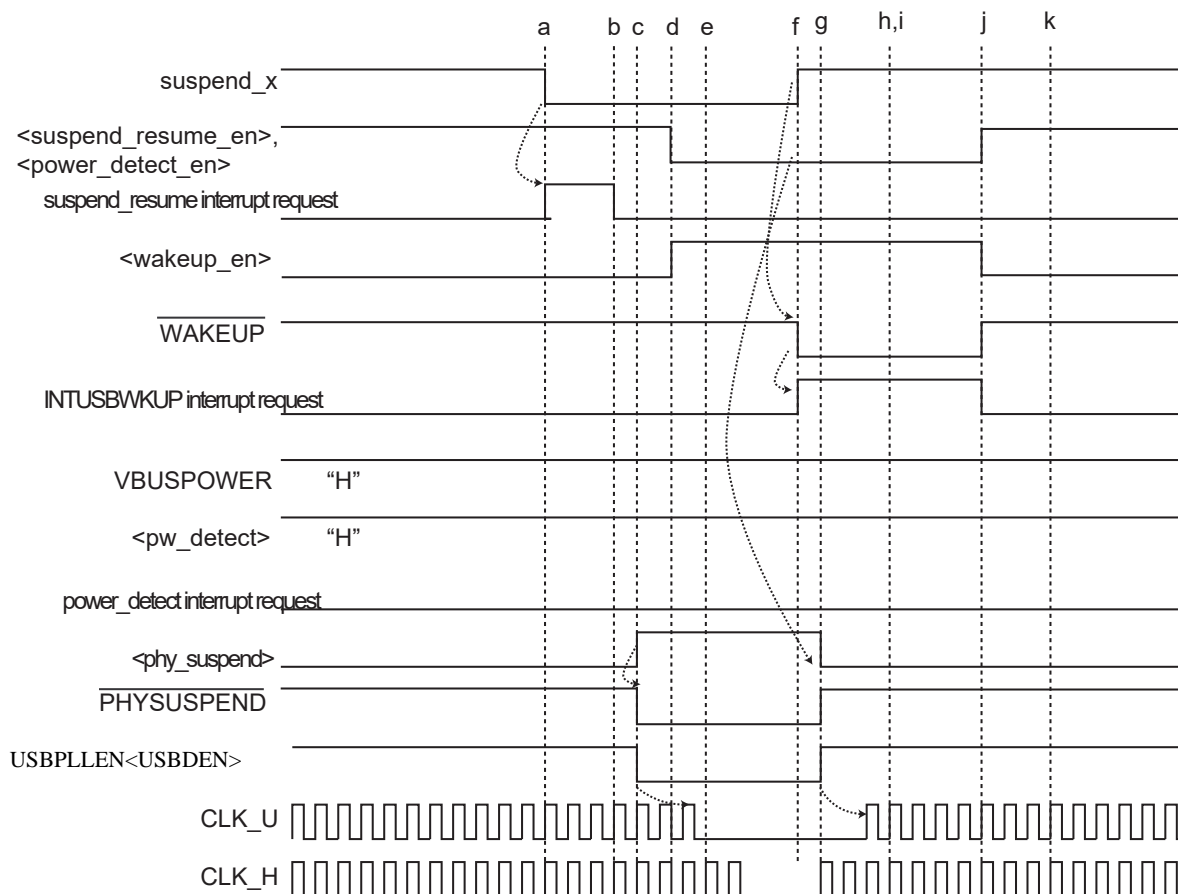 a b c d e f g h,i j k
suspend_x
<suspend_resume_en>,
<power_detect_en>
suspend_resume interrupt request
<wakeup_en>
WAKEUP
INTUSBWKUP interrupt request
VBUSPOWER “H”
<pw_detect> “H”
power_detect interrupt request
<phy_suspend>
PHYSUSPEND
USBPLLEN<USBDEN>
CLK_U
CLK_H